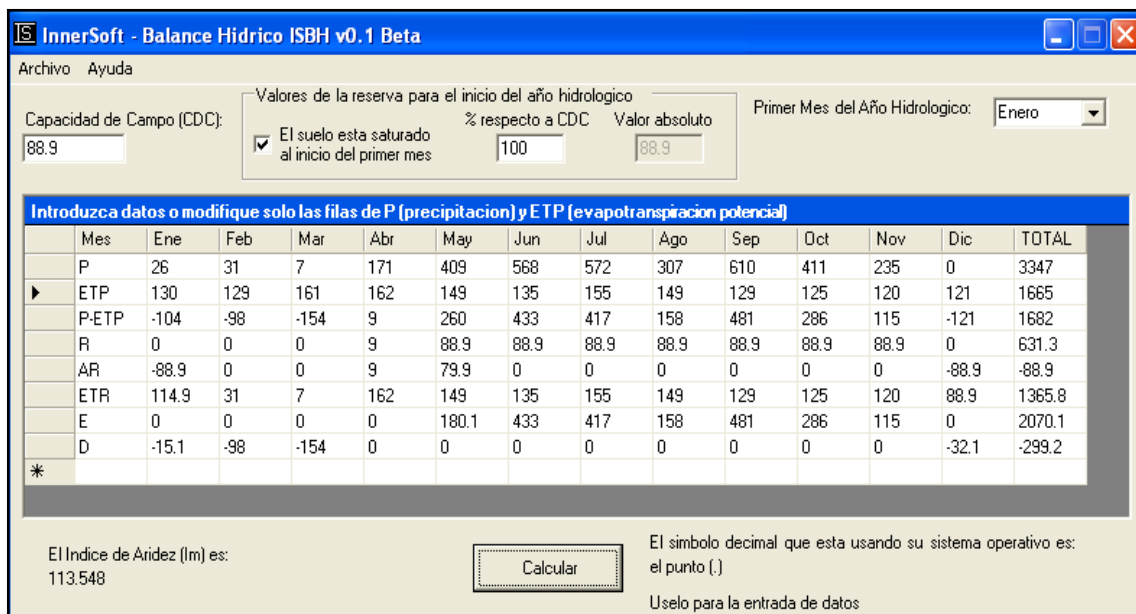 IS InnerSoft - Balance Hidrico ISBH v0.1 Beta
Archivo Ayuda
Capacidad de Campo (CDC):
88.9
Valores de la reserva para el inicio del año hidrologico
El suelo esta saturado
al inicio del primer mes
% respecto a CDC
100
Valor absoluto
88.9
Primer Mes del Año Hidrologico:
Enero
Introduzca datos o modifique solo las filas de P (precipitacion) y ETP (evapotranspiracion potencial)
Mes Ene Feb Mar Abr May Jun Jul Ago Sep Oct Nov Dic TOTAL
P 26 31 7 171 409 568 572 307 610 411 235 0 3347
ETP 130 129 161 162 149 135 155 149 129 125 120 121 1665
P-ETP -104 -98 -154 9 260 433 417 158 481 286 115 -121 1682
R 0 0 0 9 88.9 88.9 88.9 88.9 88.9 88.9 88.9 0 631.3
AR -88.9 0 0 9 79.9 0 0 0 0 0 0 -88.9 -88.9
ETR 114.9 31 7 162 149 135 155 149 129 125 120 88.9 1365.8
E 0 0 0 0 180.1 433 417 158 481 286 115 0 2070.1
D -15.1 -98 -154 0 0 0 0 0 0 0 0 -32.1 -299.2
El Indice de Aridez (Im) es:
113.548
Calcular
El simbolo decimal que esta usando su sistema operativo es:
el punto (.)
Uselo para la entrada de datos